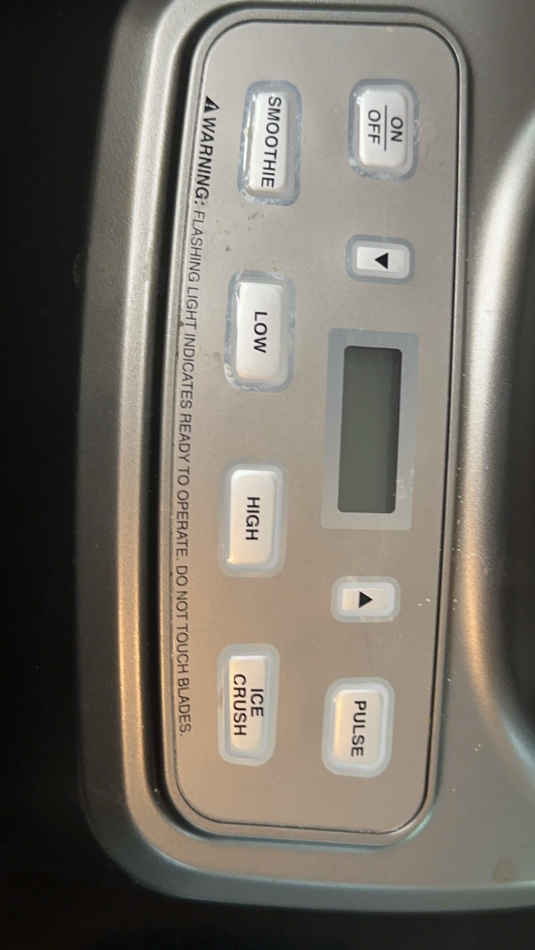 ON
OFF
PULSE
SMOOTHIE
LOW
HIGH
ICE
CRUSH
WARNING: FLASHING LIGHT INDICATES READY TO OPERATE. DO NOT TOUCH BLADES.